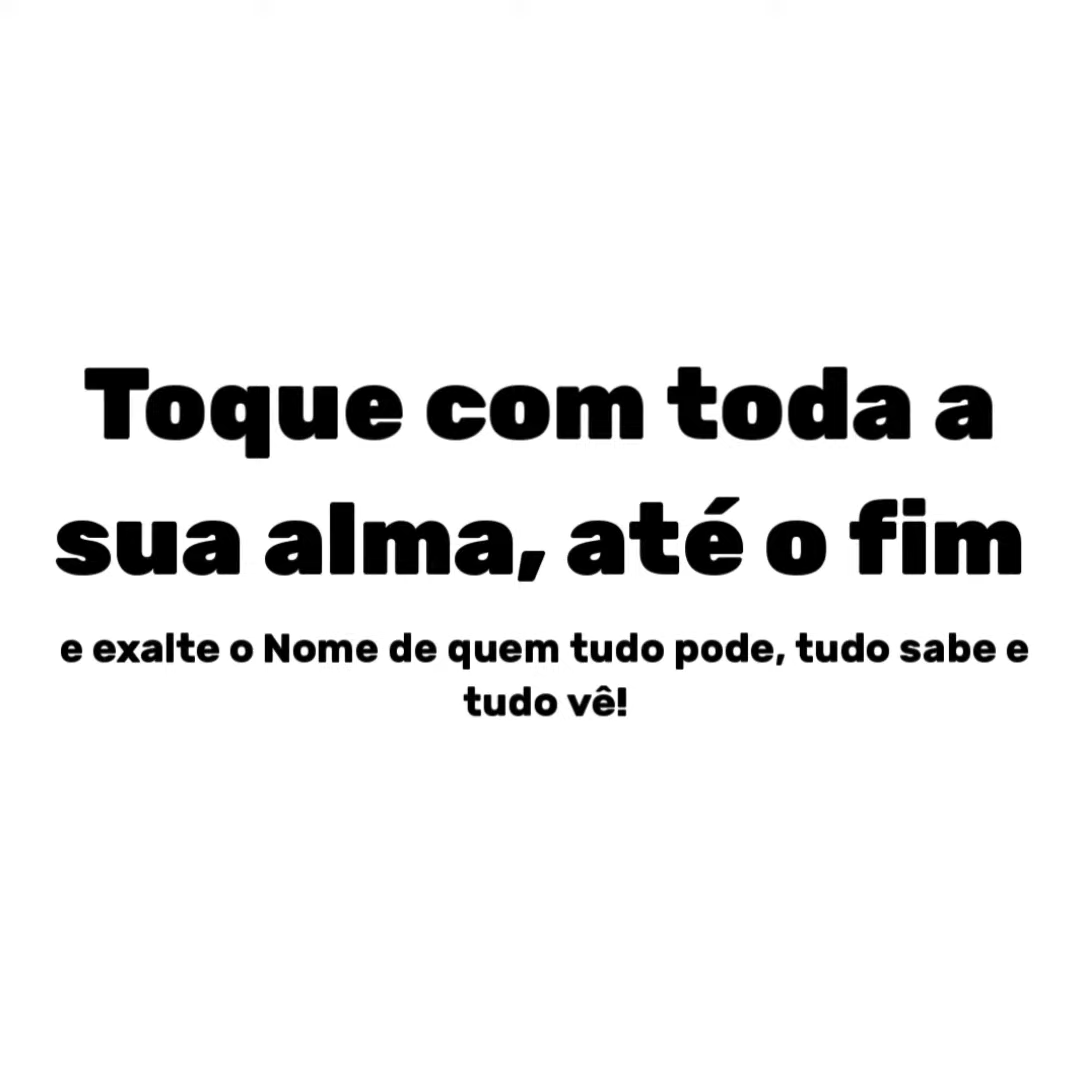 Toque com toda a
sua alma, até o fim
e exalte o Nome de quem tudo pode, tudo sabe e
tudo vê!